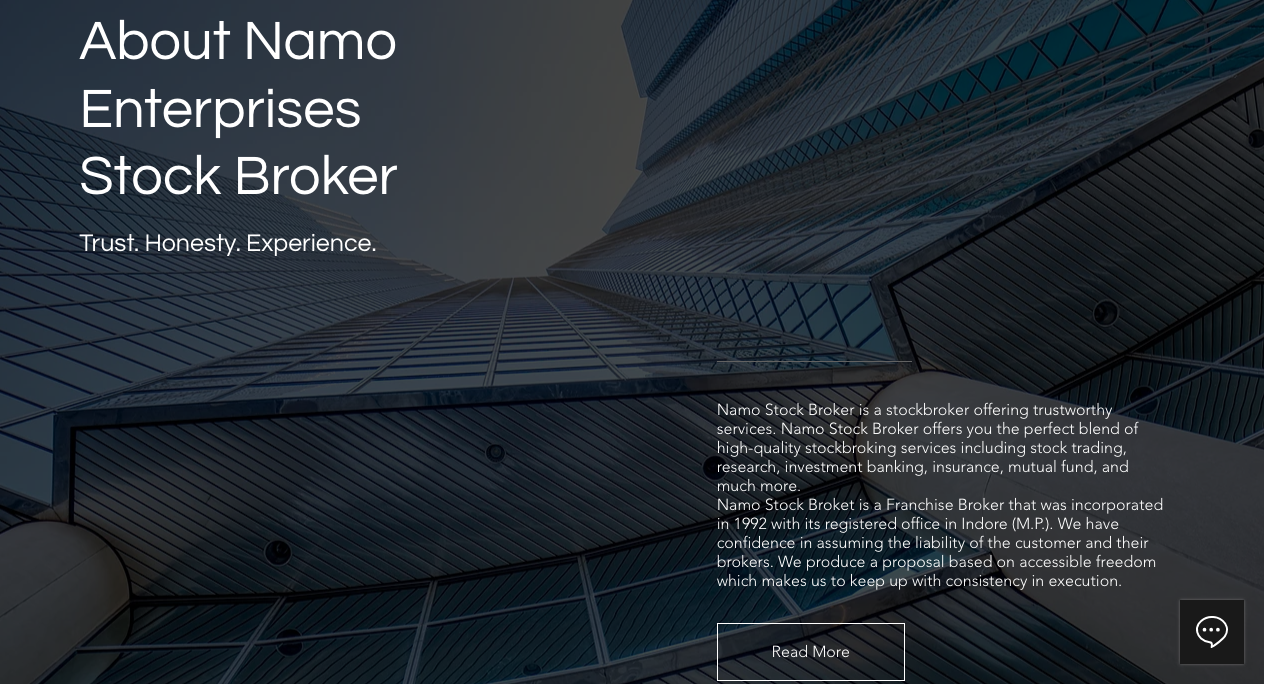 About Namo
Enterprises
Stock Broker
Trust. Honesty. Experience.
Namo Stock Broker is a stockbroker offering trustworthy
services. Namo Stock Broker offers you the perfect blend of
high-quality stockbroking services including stock trading,
research, investment banking, insurance, mutual fund, and
much more.
Namo Stock Broket is a Franchise Broker that was incorporated
in 1992 with its registered office in Indore (M.P.). We have
confidence in assuming the liability of the customer and their
brokers. We produce a proposal based on accessible freedom
which makes us to keep up with consistency in execution.
Read More